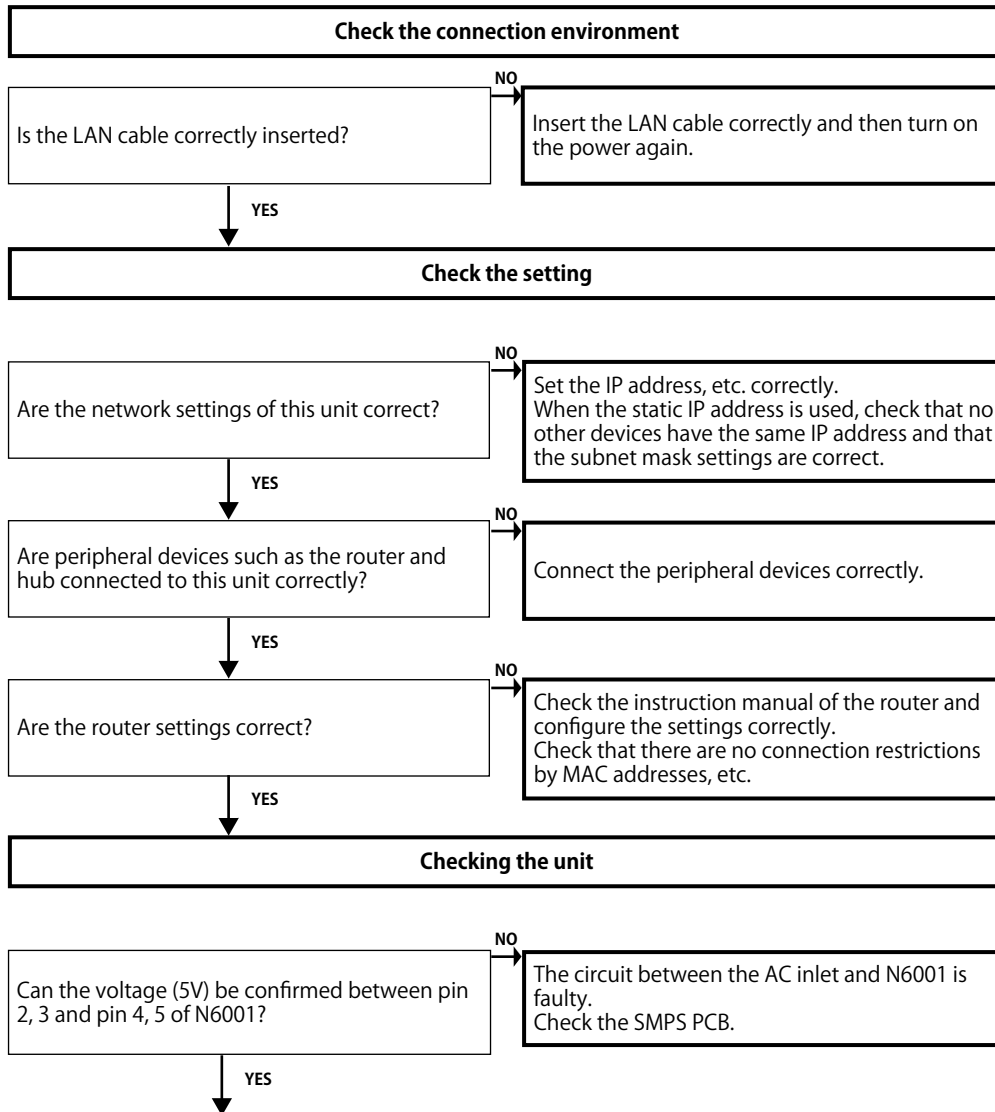 Check the connection environment
NO
Is the LAN cable correctly inserted?
Insert the LAN cable correctly and then turn on
the power again.
YES
Check the setting
NO
Are the network settings of this unit correct?
Set the IP address, etc. correctly.
When the static IP address is used, check that no
other devices have the same IP address and that
the subnet mask settings are correct.
YES
NO
Are peripheral devices such as the router and
hub connected to this unit correctly?
Connect the peripheral devices correctly.
YES
NO
Are the router settings correct?
Check the instruction manual of the router and
configure the settings correctly.
Check that there are no connection restrictions
by MAC addresses, etc.
YES
Checking the unit
NO
Can the voltage (5V) be confirmed between pin
2, 3 and pin 4, 5 of N6001?
The circuit between the AC inlet and N6001 is
faulty.
Check the SMPS PCB.
YES